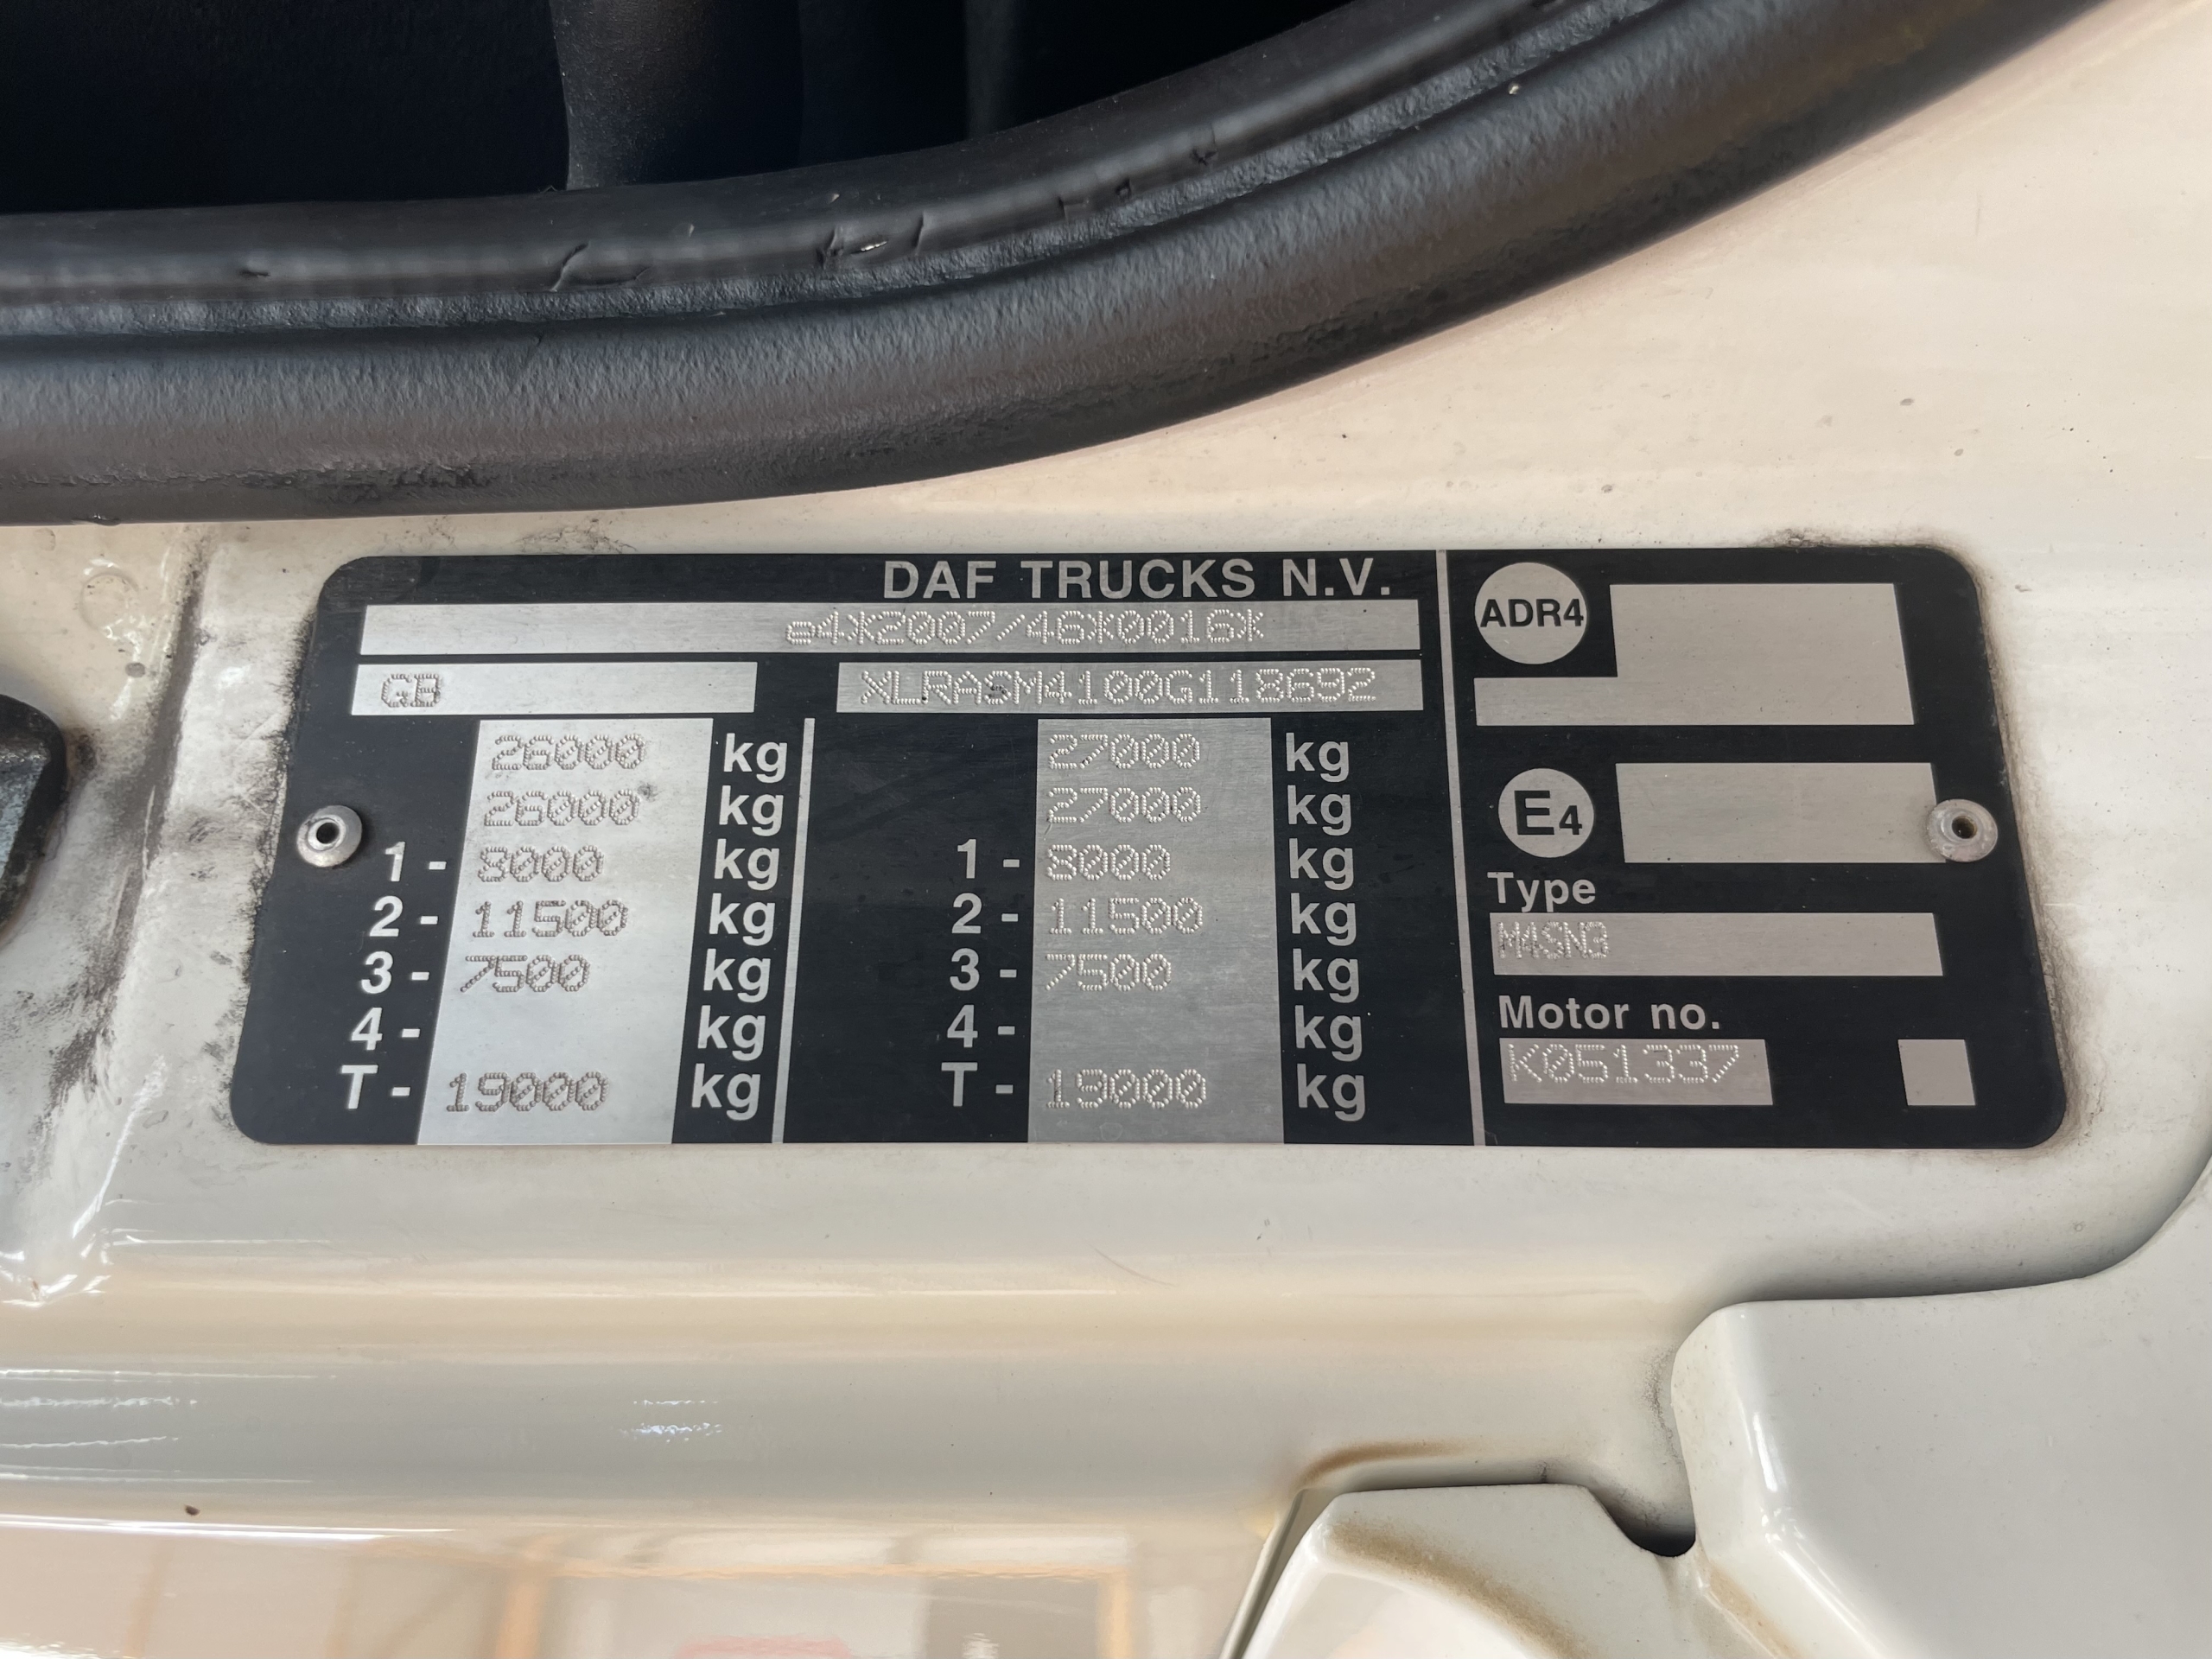 DAF TRUCKS N.V.
e4*2007/46*0016*
GB XLRASM4100G118692
26000 kg 27000 kg
26000 kg 27000 kg
1- 8000 kg 1- 8000 kg
2- 11500 kg 2- 11500 kg
3- 7500 kg 3- 7500 kg
4- kg 4- kg
T- 19000 kg T- 19000 kg
ADR4
E4
Type
M4SN3
Motor no.
K051337